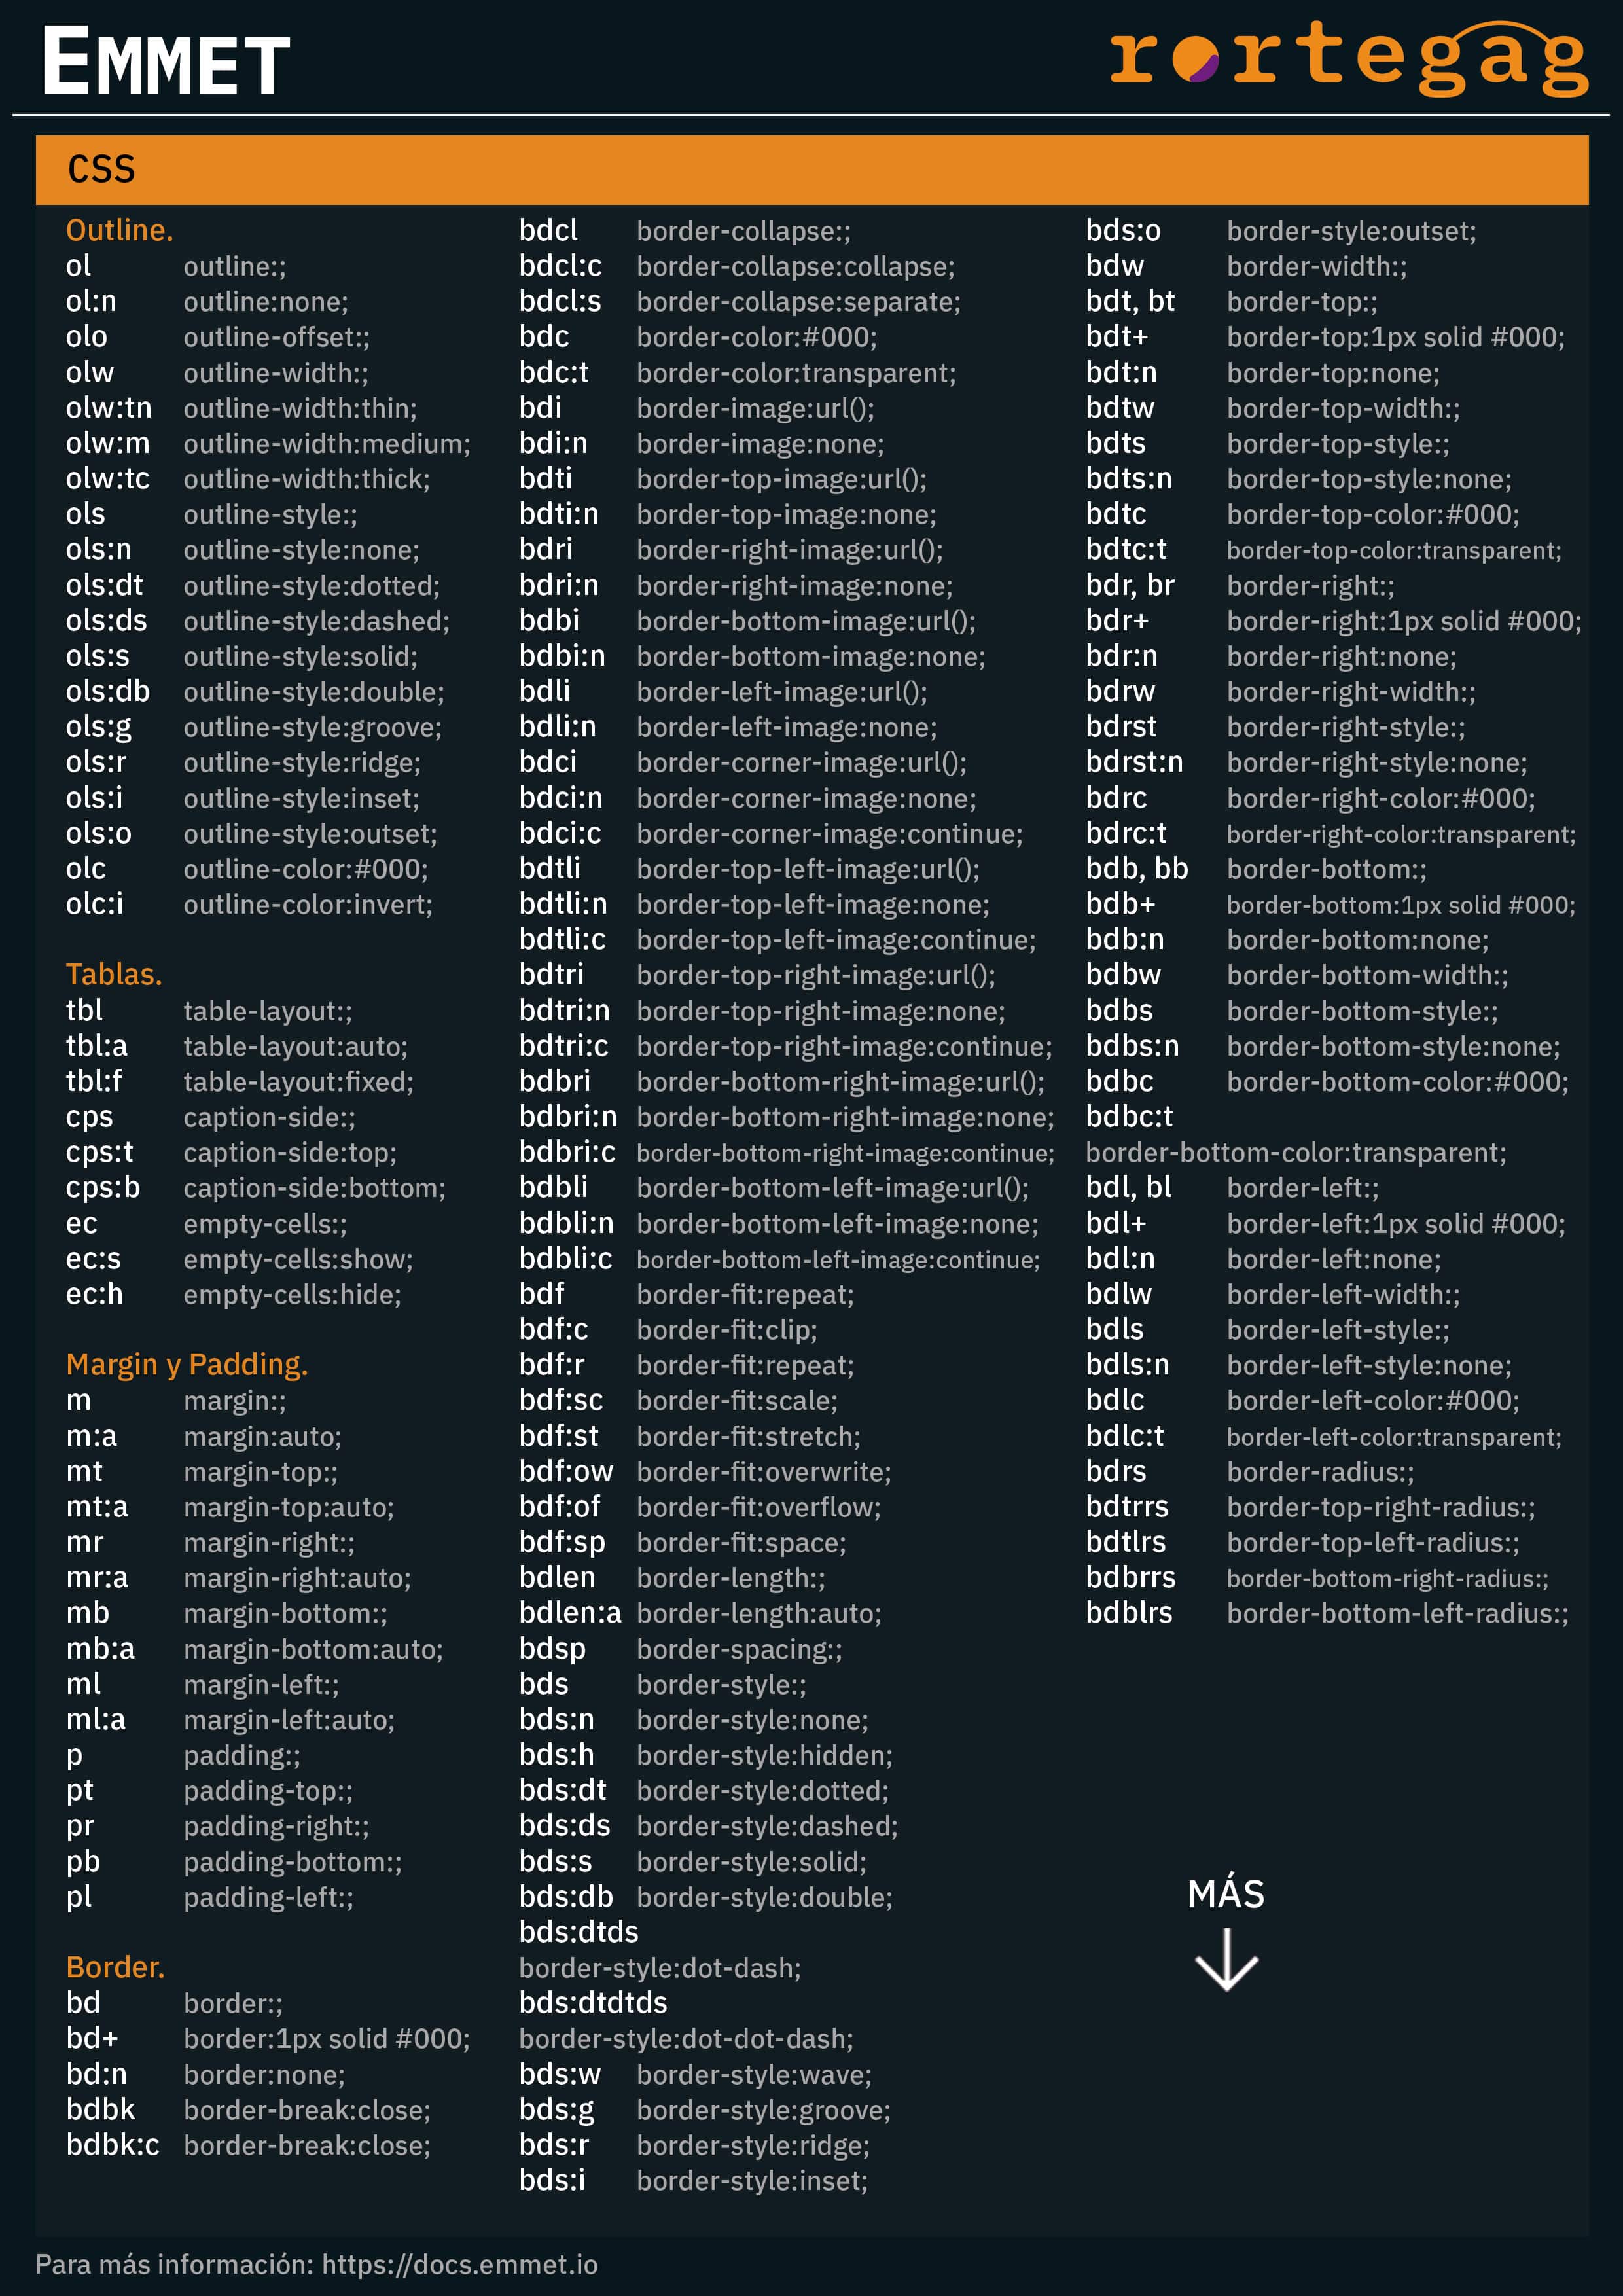 EMMET
rortegag
CSS
Outline.
ol outline:;
ol:n outline:none;
olo outline-offset:;
olw outline-width:;
olw:tn outline-width:thin;
olw:m outline-width:medium;
olw:tc outline-width:thick;
ols outline-style:;
ols:n outline-style:none;
ols:dt outline-style:dotted;
ols:ds outline-style:dashed;
ols:s outline-style:solid;
ols:db outline-style:double;
ols:g outline-style:groove;
ols:r outline-style:ridge;
ols:i outline-style:inset;
ols:o outline-style:outset;
olc outline-color:#000;
olc:i outline-color:invert;
Tablas.
tbl table-layout:;
tbl:a table-layout:auto;
tbl:f table-layout:fixed;
cps caption-side:;
cps:t caption-side:top;
cps:b caption-side:bottom;
ec empty-cells:;
ec:s empty-cells:show;
ec:h empty-cells:hide;
Margin y Padding.
m margin:;
m:a margin:auto;
mt margin-top:;
mt:a margin-top:auto;
mr margin-right:;
mr:a margin-right:auto;
mb margin-bottom:;
mb:a margin-bottom:auto;
ml margin-left:;
ml:a margin-left:auto;
p padding:;
pt padding-top:;
pr padding-right:;
pb padding-bottom:;
pl padding-left:;
Border.
bd border:;
bd+ border:1px solid #000;
bd:n border:none;
bdbk border-break:close;
bdbk:c border-break:close;
bdcl border-collapse:;
bdcl:c border-collapse:collapse;
bdcl:s border-collapse:separate;
bdc border-color:#000;
bdc:t border-color:transparent;
bdi border-image:url();
bdi:n border-image:none;
bdti border-top-image:url();
bdti:n border-top-image:none;
bdri border-right-image:url();
bdri:n border-right-image:none;
bdbi border-bottom-image:url();
bdbi:n border-bottom-image:none;
bdli border-left-image:url();
bdli:n border-left-image:none;
bdci border-corner-image:url();
bdci:n border-corner-image:none;
bdci:c border-corner-image:continue;
bdtli border-top-left-image:url();
bdtli:n border-top-left-image:none;
bdtli:c border-top-left-image:continue;
bdtri border-top-right-image:url();
bdtri:n border-top-right-image:none;
bdtri:c border-top-right-image:continue;
bdbri border-bottom-right-image:url();
bdbri:n border-bottom-right-image:none;
bdbri:c border-bottom-right-image:continue;
bdbli border-bottom-left-image:url();
bdbli:n border-bottom-left-image:none;
bdbli:c border-bottom-left-image:continue;
bdf border-fit:repeat;
bdf:c border-fit:clip;
bdf:r border-fit:repeat;
bdf:sc border-fit:scale;
bdf:st border-fit:stretch;
bdf:ow border-fit:overwrite;
bdf:of border-fit:overflow;
bdf:sp border-fit:space;
bdlen border-length:;
bdlen:a border-length:auto;
bdsp border-spacing:;
bds border-style:;
bds:n border-style:none;
bds:h border-style:hidden;
bds:dt border-style:dotted;
bds:ds border-style:dashed;
bds:s border-style:solid;
bds:db border-style:double;
bds:dtds
border-style:dot-dash;
bds:dtdtds
border-style:dot-dot-dash;
bds:w border-style:wave;
bds:g border-style:groove;
bds:r border-style:ridge;
bds:i border-style:inset;
bds:o border-style:outset;
bdw border-width:;
bdt, bt border-top:;
bdt+ border-top:1px solid #000;
bdt:n border-top:none;
bdtw border-top-width:;
bdts border-top-style:;
bdts:n border-top-style:none;
bdtc border-top-color:#000;
bdtc:t border-top-color:transparent;
bdr, br border-right:;
bdr+ border-right:1px solid #000;
bdr:n border-right:none;
bdrw border-right-width:;
bdrst border-right-style:;
bdrst:n border-right-style:none;
bdrc border-right-color:#000;
bdrc:t border-right-color:transparent;
bdb, bb border-bottom:;
bdb+ border-bottom:1px solid #000;
bdb:n border-bottom:none;
bdbw border-bottom-width:;
bdbs border-bottom-style:;
bdbs:n border-bottom-style:none;
bdbc border-bottom-color:#000;
bdbc:t
border-bottom-color:transparent;
bdl, bl border-left:;
bdl+ border-left:1px solid #000;
bdl:n border-left:none;
bdlw border-left-width:;
bdls border-left-style:;
bdls:n border-left-style:none;
bdlc border-left-color:#000;
bdlc:t border-left-color:transparent;
bdrs border-radius:;
bdtrrs border-top-right-radius:;
bdtlrs border-top-left-radius:;
bdbrrs border-bottom-right-radius:;
bdblrs border-bottom-left-radius:;
MÁS
Para más información: https://docs.emmet.io